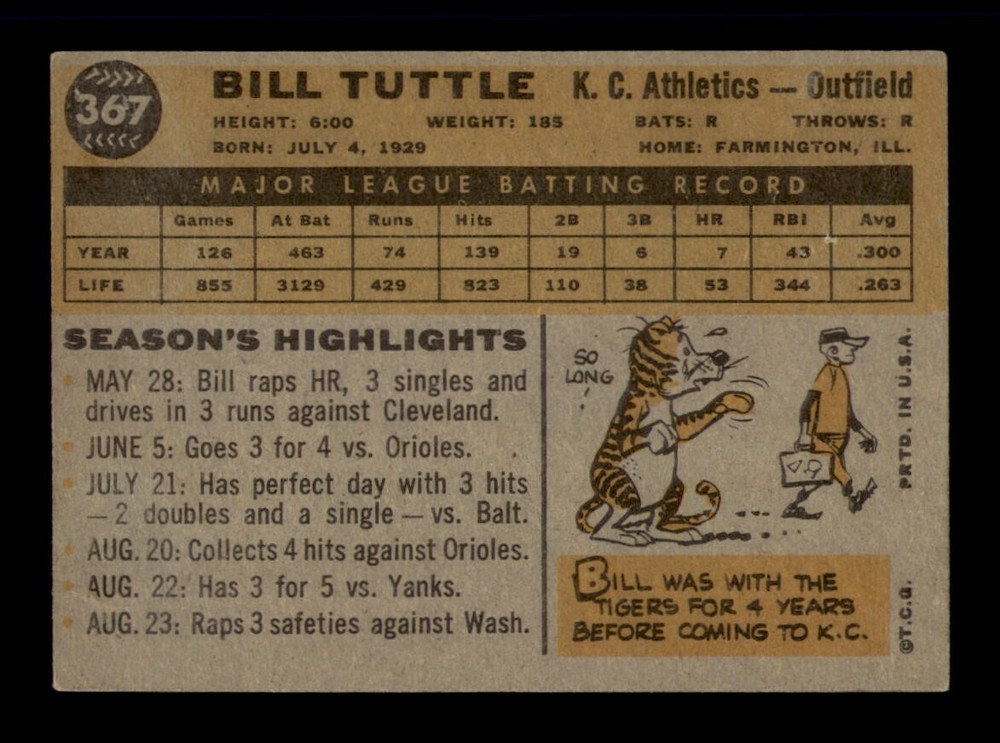 367
BILL TUTTLE K. C. Athletics — Outfield
HEIGHT: 6:00 WEIGHT: 185 BATS: R THROWS: R
BORN: JULY 4, 1929 HOME: FARMINGTON, ILL.
MAJOR LEAGUE BATTING RECORD
Games At Bat Runs Hits 2B 3B HR RBI Avg
YEAR 126 463 74 139 19 6 7 43 .300
LIFE 855 3129 429 823 110 38 53 344 .263
SEASON'S HIGHLIGHTS
MAY 28: Bill raps HR, 3 singles and
drives in 3 runs against Cleveland.
JUNE 5: Goes 3 for 4 vs. Orioles.
JULY 21: Has perfect day with 3 hits
— 2 doubles and a single — vs. Balt.
AUG. 20: Collects 4 hits against Orioles.
AUG. 22: Has 3 for 5 vs. Yanks.
AUG. 23: Raps 3 safeties against Wash.
SO
LONG
!
BILL WAS WITH THE
TIGERS FOR 4 YEARS
BEFORE COMING TO K.C.
PRTD. IN U.S.A.
©T.C.G.